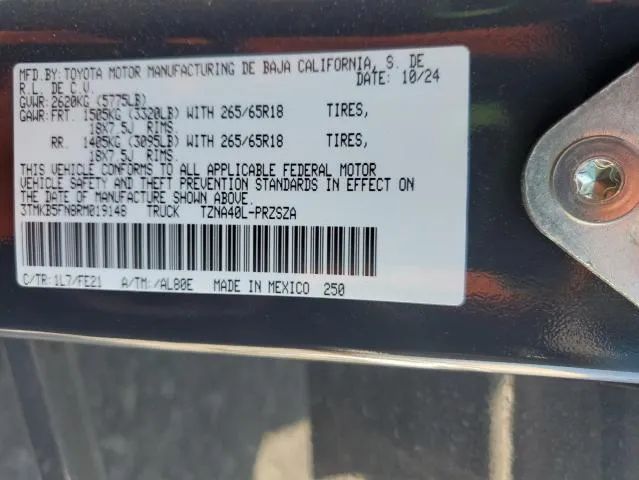 MFD.BY: TOYOTA MOTOR MANUFACTURING DE BAJA CALIFORNIA, S. DE
R.L. DE C.V. DATE: 10/24
GVWR: 2620KG (5775LB)
GAWR: FRT. 1505KG (3320LB) WITH 265/65R18 TIRES,
18X7.5J RIMS.
RR. 1405KG (3095LB) WITH 265/65R18 TIRES,
18X7.5J RIMS.
THIS VEHICLE CONFORMS TO ALL APPLICABLE FEDERAL MOTOR
VEHICLE SAFETY AND THEFT PREVENTION STANDARDS IN EFFECT ON
THE DATE OF MANUFACTURE SHOWN ABOVE.
3TMKB5FN8RM019148 TRUCK TZNA40L-PRZSZA
C/TR: 1L7/FE21 A/TM: /AL80E MADE IN MEXICO 250